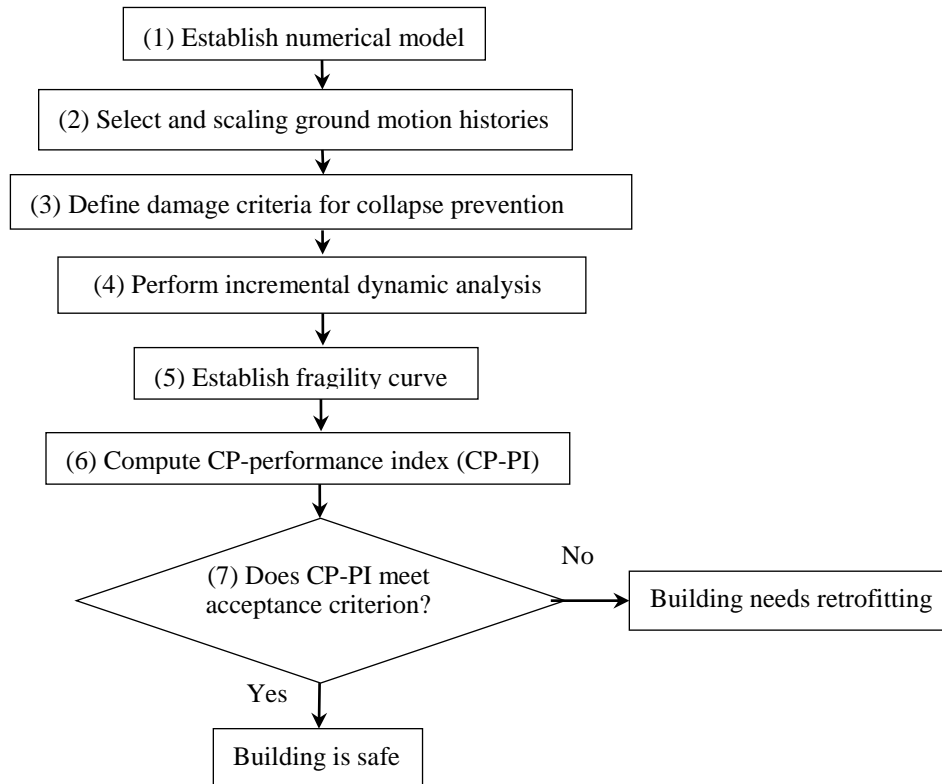 (1) Establish numerical model
(2) Select and scaling ground motion histories
(3) Define damage criteria for collapse prevention
(4) Perform incremental dynamic analysis
(5) Establish fragility curve
(6) Compute CP-performance index (CP-PI)
(7) Does CP-PI meet
acceptance criterion?
No
Building needs retrofitting
Yes
Building is safe